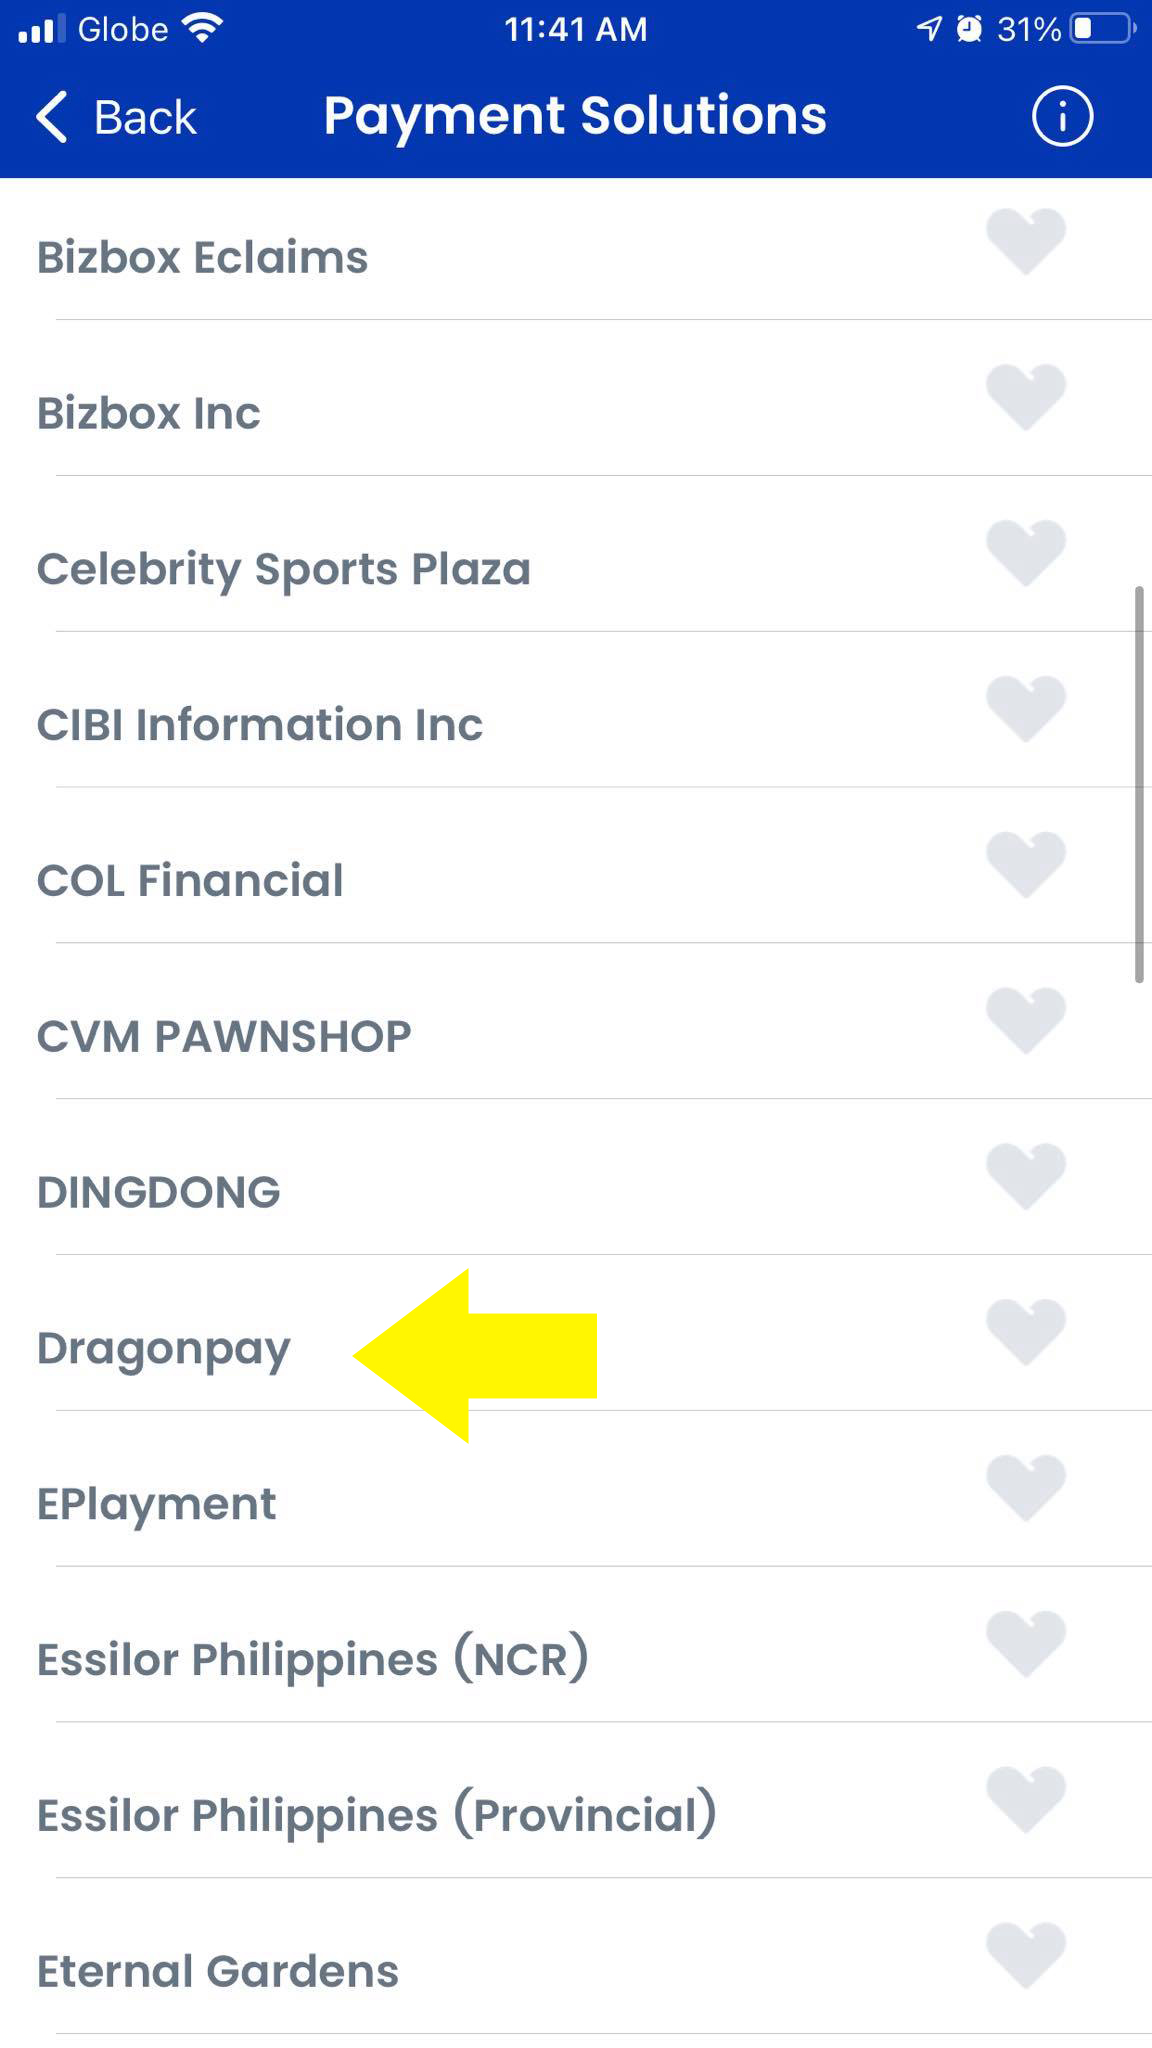 Globe 11:41 AM 31%
Back Payment Solutions
Bizbox Eclaims
Bizbox Inc
Celebrity Sports Plaza
CIBI Information Inc
COL Financial
CVM PAWNSHOP
DINGDONG
Dragonpay
EPlayment
Essilor Philippines (NCR)
Essilor Philippines (Provincial)
Eternal Gardens